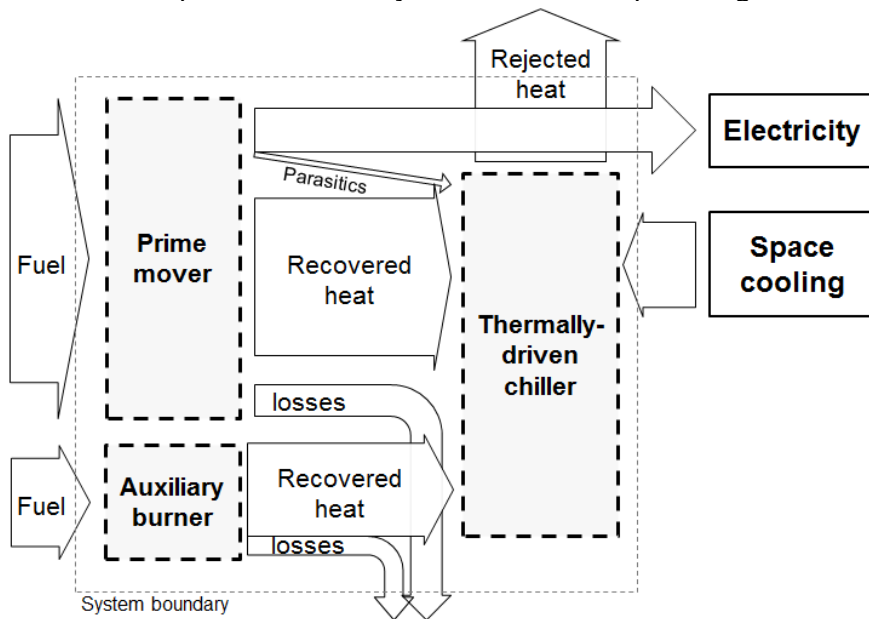 Rejected
heat
Electricity
Parasitics
Fuel
Prime
mover
Recovered
heat
Space
cooling
Thermally-
driven
chiller
losses
Fuel
Auxiliary
burner
Recovered
heat
losses
System boundary